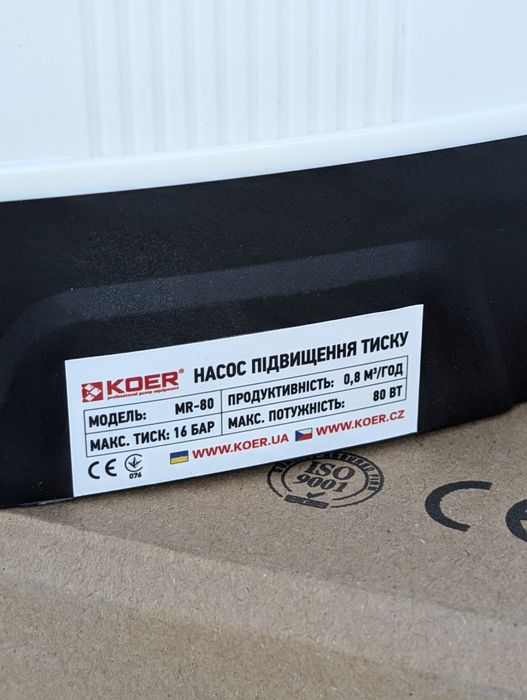 KOER®
professional pump equipment
НАСОС ПІДВИЩЕННЯ ТИСКУ
МОДЕЛЬ: MR-80
ПРОДУКТИВНІСТЬ: 0,8 м³/ГОД
МАКС. ТИСК: 16 БАР
МАКС. ПОТУЖНІСТЬ: 80 ВТ
CE
076
WWW.KOER.UA
WWW.KOER.CZ
ISO
9001
CE